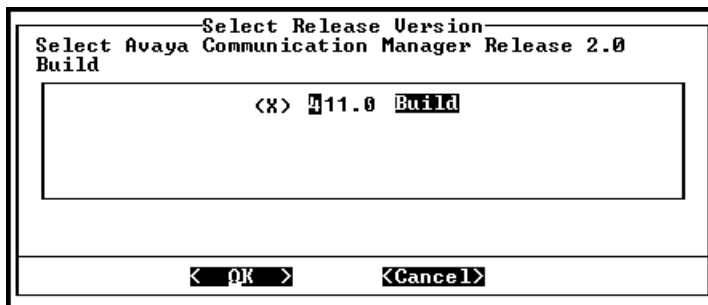 Select Release Version
Select Avaya Communication Manager Release 2.0
Build
(X) 411.0 Build
< OK > <Cancel>